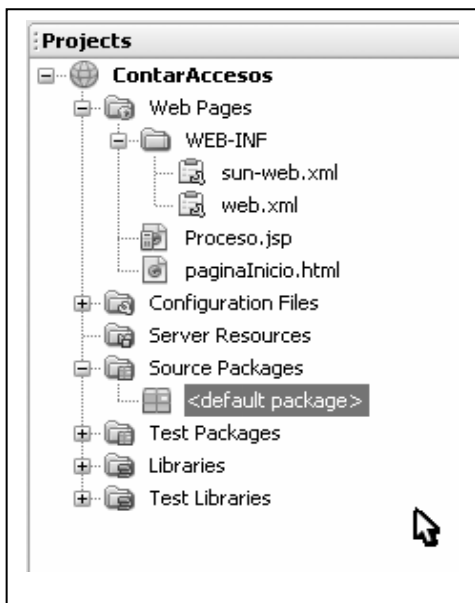 Projects
ContarAccesos
Web Pages
WEB-INF
sun-web.xml
web.xml
Proceso.jsp
paginaInicio.html
Configuration Files
Server Resources
Source Packages
<default package>
Test Packages
Libraries
Test Libraries